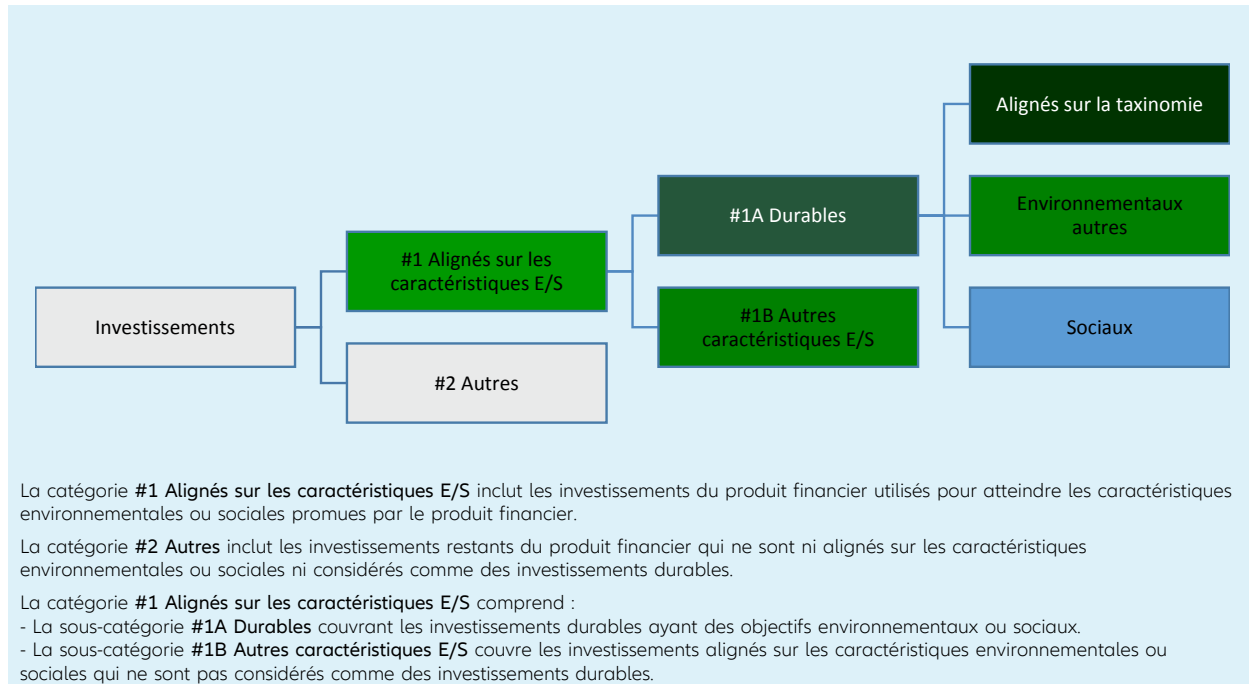 Alignés sur la taxinomie
#1A Durables
Environnementaux
autres
#1 Alignés sur les
caractéristiques E/S
Investissements
#1B Autres
caractéristiques E/S
Sociaux
#2 Autres
La catégorie #1 Alignés sur les caractéristiques E/S inclut les investissements du produit financier utilisés pour atteindre les caractéristiques
environnementales ou sociales promues par le produit financier.
La catégorie #2 Autres inclut les investissements restants du produit financier qui ne sont ni alignés sur les caractéristiques
environnementales ou sociales ni considérés comme des investissements durables.
La catégorie #1 Alignés sur les caractéristiques E/S comprend :
- La sous-catégorie #1A Durables couvrant les investissements durables ayant des objectifs environnementaux ou sociaux.
- La sous-catégorie #1B Autres caractéristiques E/S couvre les investissements alignés sur les caractéristiques environnementales ou
sociales qui ne sont pas considérés comme des investissements durables.